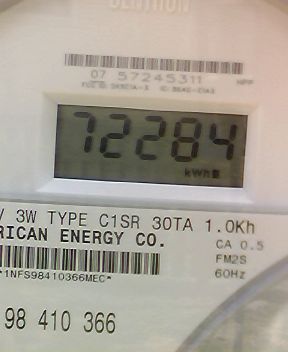 CENTRON
07 57245311
72284
kWh
V 3W TYPE C1SR 30TA 1.0Kh
RICAN ENERGY CO.
CA 0.5
FM2S
60Hz
*1NFS98410366MEC*
98 410 366